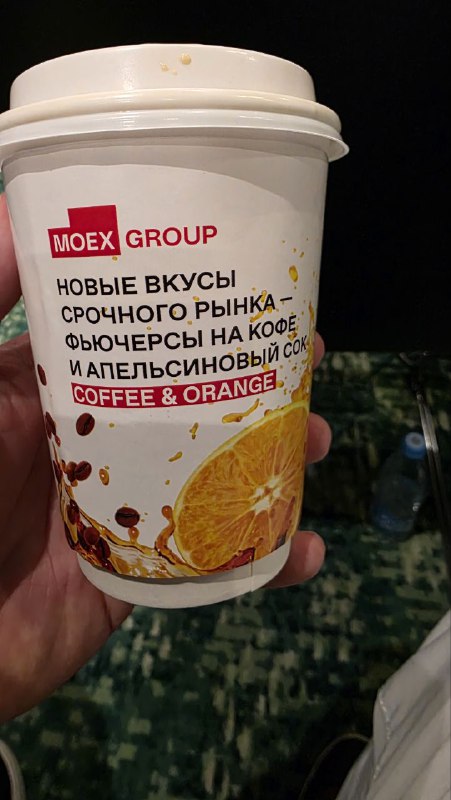 MOEX GROUP
НОВЫЕ ВКУСЫ
СРОЧНОГО РЫНКА –
ФЬЮЧЕРСЫ НА КОФЕ
И АПЕЛЬСИНОВЫЙ СОК
COFFEE & ORANGE